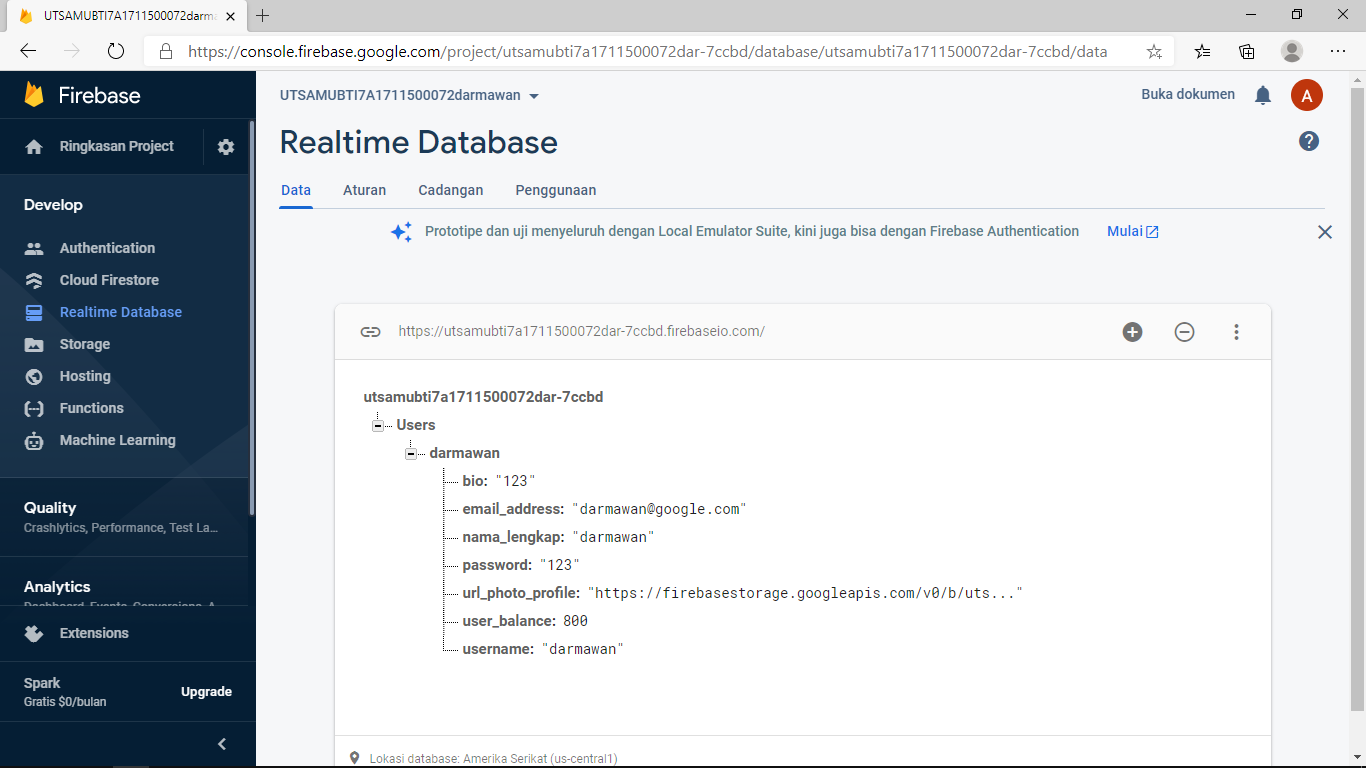 UTSAMUBTI7A1711500072darma
https://console.firebase.google.com/project/utsamubti7a1711500072dar-7ccbd/database/utsamubti7a1711500072dar-7ccbd/data
Firebase
Ringkasan Project
Develop
Authentication
Cloud Firestore
Realtime Database
Storage
Hosting
Functions
Machine Learning
Quality
Crashlytics, Performance, Test La...
Analytics
Dashboard, Events, Conversions, A...
Extensions
Spark
Gratis $0/bulan
Upgrade
UTSAMUBTI7A1711500072darmawan
Buka dokumen
A
Realtime Database
Data Aturan Cadangan Penggunaan
Prototipe dan uji menyeluruh dengan Local Emulator Suite, kini juga bisa dengan Firebase Authentication Mulai
https://utsamubti7a1711500072dar-7ccbd.firebaseio.com/
utsamubti7a1711500072dar-7ccbd
Users
darmawan
bio: "123"
email_address: "darmawan@google.com"
nama_lengkap: "darmawan"
password: "123"
url_photo_profile: "https://firebasestorage.googleapis.com/v0/b/uts..."
user_balance: 800
username: "darmawan"
Lokasi database: Amerika Serikat (us-central1)